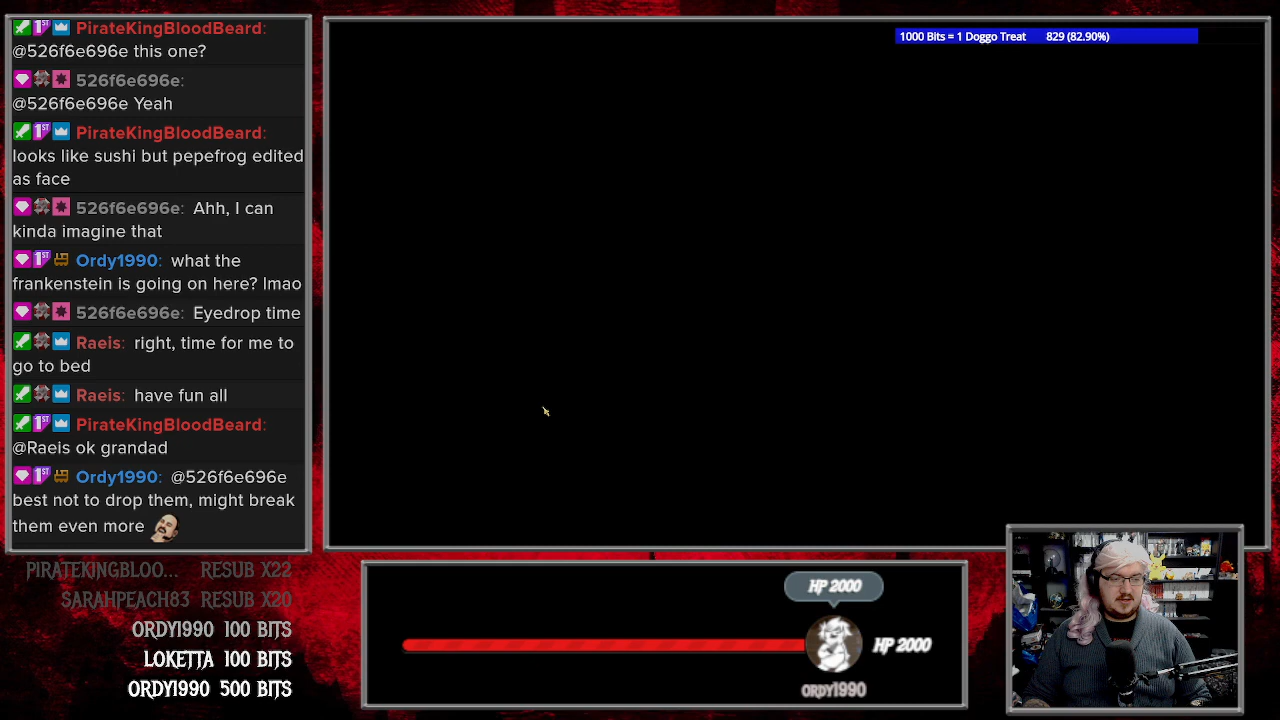 PirateKingBloodBeard:
@526f6e696e this one?
526f6e696e:
@526f6e696e Yeah
PirateKingBloodBeard:
looks like sushi but pepefrog edited
as face
526f6e696e: Ahh, I can
kinda imagine that
Ordy1990: what the
frankenstein is going on here? lmao
526f6e696e: Eyedrop time
Raeis: right, time for me to
go to bed
Raeis: have fun all
PirateKingBloodBeard:
@Raeis ok grandad
Ordy1990: @526f6e696e
best not to drop them, might break
them even more
PIRATEKINGBLOO... RESUB X22
SARAHPEACH83 RESUB X20
ORDY1990 100 BITS
LOKETTA 100 BITS
ORDY1990 500 BITS
1000 Bits = 1 Doggo Treat 829 (82.90%)
HP 2000
HP 2000
ORDY1990